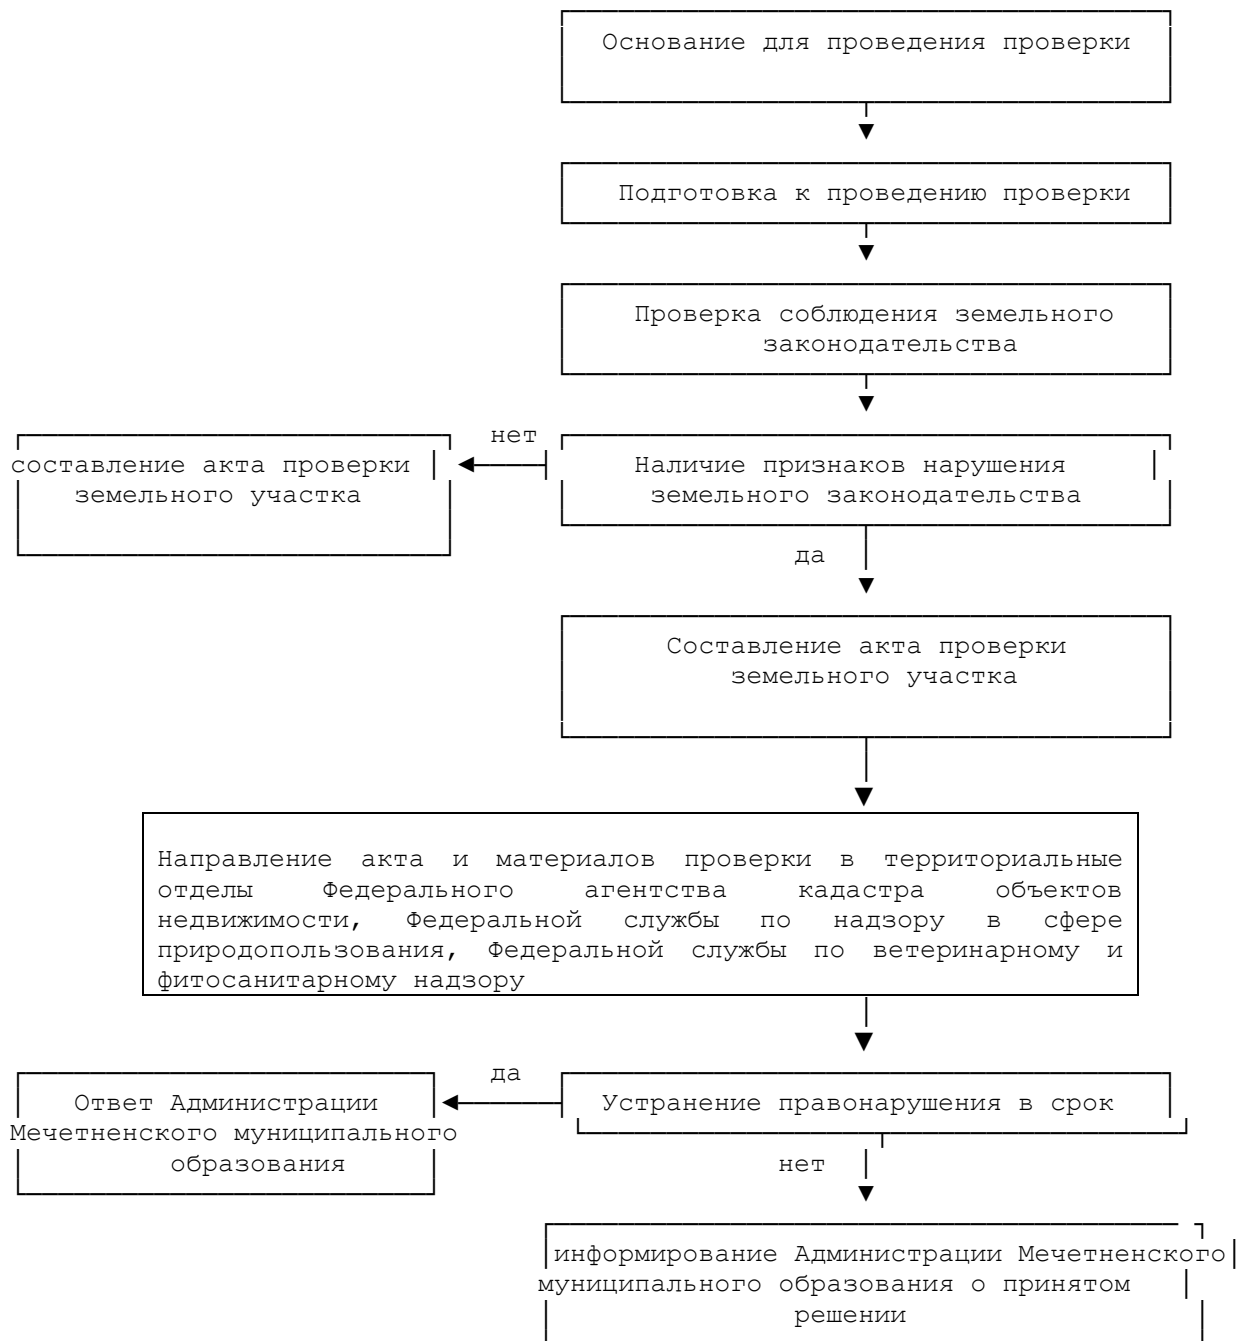 Основание для проведения проверки
Подготовка к проведению проверки
Проверка соблюдения земельного
законодательства
нет
составление акта проверки
земельного участка
Наличие признаков нарушения
земельного законодательства
да
Составление акта проверки
земельного участка
Направление акта и материалов проверки в территориальные
отделы Федерального агентства кадастра объектов
недвижимости, Федеральной службы по надзору в сфере
природопользования, Федеральной службы по ветеринарному и
фитосанитарному надзору
да
Ответ Администрации
Мечетненского муниципального
образования
Устранение правонарушения в срок
нет
информирование Администрации Мечетненского
муниципального образования о принятом
решении